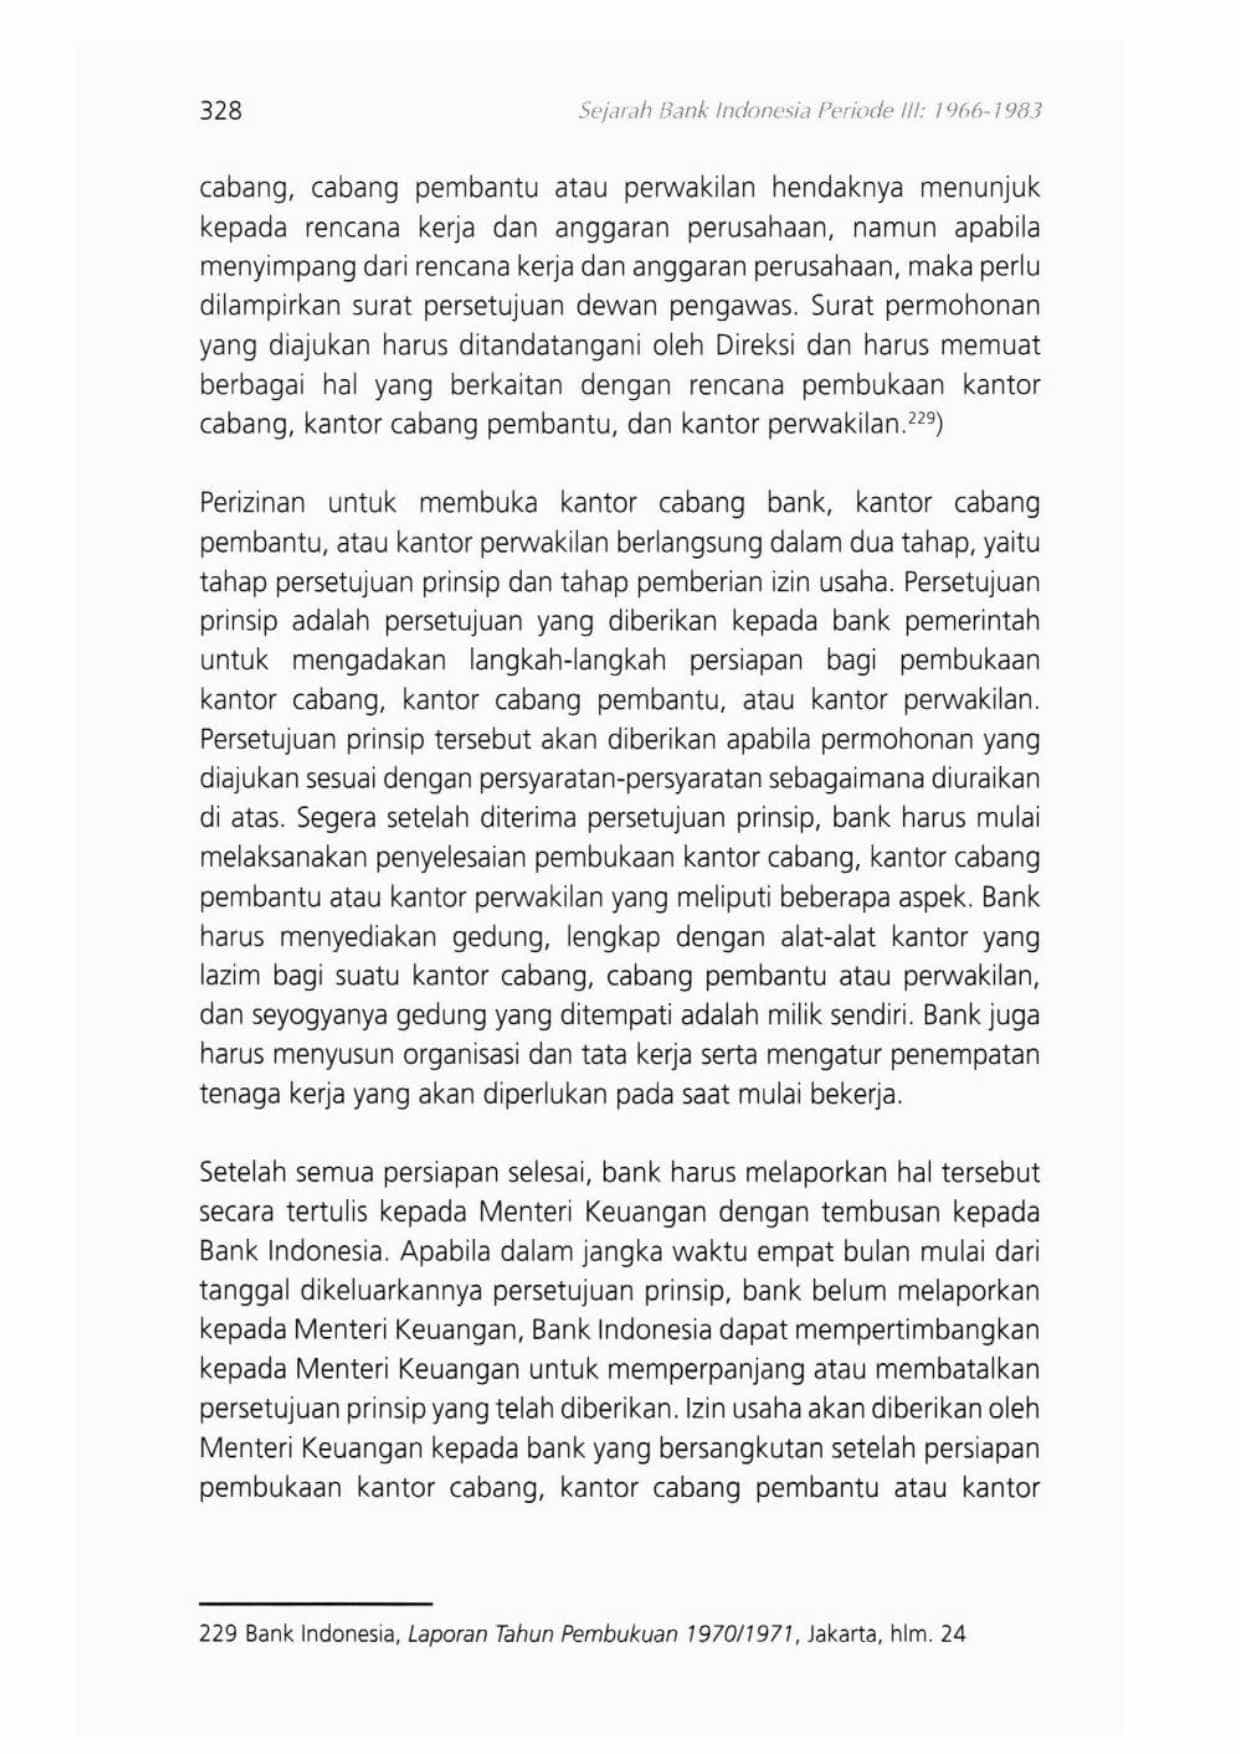 328
Sejarah Bank Indonesia Periode III: 1966-1983
cabang, cabang pembantu atau perwakilan hendaknya menunjuk
kepada rencana kerja dan anggaran perusahaan, namun apabila
menyimpang dari rencana kerja dan anggaran perusahaan, maka perlu
dilampirkan surat persetujuan dewan pengawas. Surat permohonan
yang diajukan harus ditandatangani oleh Direksi dan harus memuat
berbagai hal yang berkaitan dengan rencana pembukaan kantor
cabang, kantor cabang pembantu, dan kantor perwakilan.²²⁹)
Perizinan untuk membuka kantor cabang bank, kantor cabang
pembantu, atau kantor perwakilan berlangsung dalam dua tahap, yaitu
tahap persetujuan prinsip dan tahap pemberian izin usaha. Persetujuan
prinsip adalah persetujuan yang diberikan kepada bank pemerintah
untuk mengadakan langkah-langkah persiapan bagi pembukaan
kantor cabang, kantor cabang pembantu, atau kantor perwakilan.
Persetujuan prinsip tersebut akan diberikan apabila permohonan yang
diajukan sesuai dengan persyaratan-persyaratan sebagaimana diuraikan
di atas. Segera setelah diterima persetujuan prinsip, bank harus mulai
melaksanakan penyelesaian pembukaan kantor cabang, kantor cabang
pembantu atau kantor perwakilan yang meliputi beberapa aspek. Bank
harus menyediakan gedung, lengkap dengan alat-alat kantor yang
lazim bagi suatu kantor cabang, cabang pembantu atau perwakilan,
dan seyogyanya gedung yang ditempati adalah milik sendiri. Bank juga
harus menyusun organisasi dan tata kerja serta mengatur penempatan
tenaga kerja yang akan diperlukan pada saat mulai bekerja.
Setelah semua persiapan selesai, bank harus melaporkan hal tersebut
secara tertulis kepada Menteri Keuangan dengan tembusan kepada
Bank Indonesia. Apabila dalam jangka waktu empat bulan mulai dari
tanggal dikeluarkannya persetujuan prinsip, bank belum melaporkan
kepada Menteri Keuangan, Bank Indonesia dapat mempertimbangkan
kepada Menteri Keuangan untuk memperpanjang atau membatalkan
persetujuan prinsip yang telah diberikan. Izin usaha akan diberikan oleh
Menteri Keuangan kepada bank yang bersangkutan setelah persiapan
pembukaan kantor cabang, kantor cabang pembantu atau kantor
229 Bank Indonesia, Laporan Tahun Pembukuan 1970/1971, Jakarta, hlm. 24